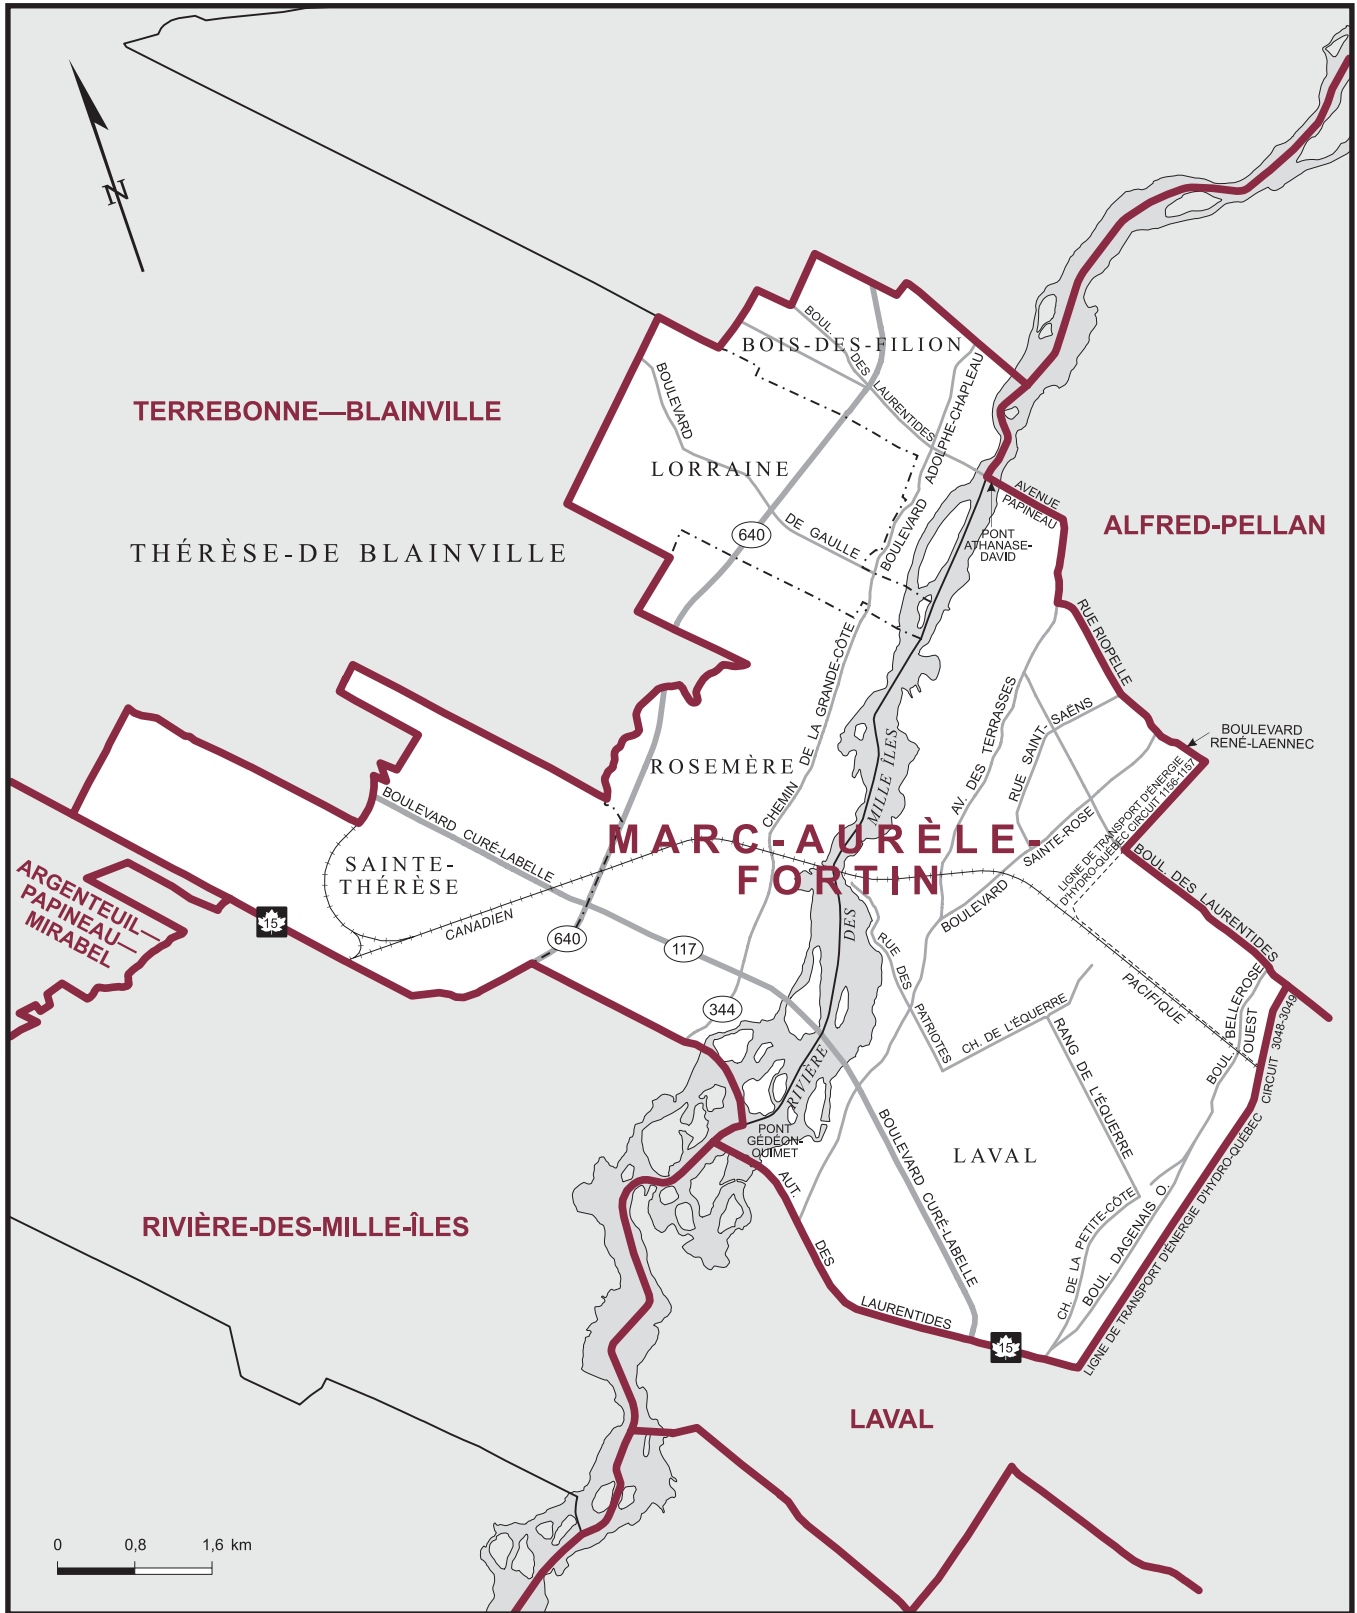 N
BOIS-DES-FILION
BOUL.
DES
LAURENTIDES
BOULEVARD
ADOLPHE-CHAPLEAU
BOULEVARD
TERREBONNE—BLAINVILLE
LORRAINE
AVENUE
PAPINEAU
ALFRED-PELLAN
640
DE GAULLE
PONT
ATHANASE-
DAVID
THÉRÈSE-DE BLAINVILLE
RUE RIOPELLE
CHEMIN DE LA GRANDE-CÔTE
AV. DES TERRASSES
RUE SAINT-SAËNS
BOULEVARD
RENÉ-LAENNEC
ROSEMÈRE
LIGNE DE TRANSPORT D'ÉNERGIE
D'HYDRO-QUÉBEC CIRCUIT 1156-1157
BOULEVARD CURÉ-LABELLE
MARC-AURÈLE-
FORTIN
BOULEVARD SAINTE-ROSE
BOUL. DES LAURENTIDES
SAINTE-
THÉRÈSE
ARGENTEUIL—
PAPINEAU—
MIRABEL
15
CANADIEN
PACIFIQUE
640
117
344
RIVIÈRE DES MILLE ÎLES
RUE DES PATRIOTES
CH. DE L'ÉQUERRE
RANG DE L'ÉQUERRE
BOUL. BELLEROSE
OUEST
PONT
GÉDÉON-
OUIMET
BOULEVARD CURÉ-LABELLE
LAVAL
CH. DE LA PETITE-CÔTE
BOUL. DAGENAIS O.
LIGNE DE TRANSPORT D'ÉNERGIE D'HYDRO-QUÉBEC CIRCUIT 3048-3049
AUT.
DES
LAURENTIDES
15
RIVIÈRE-DES-MILLE-ÎLES
LAVAL
0 0,8 1,6 km